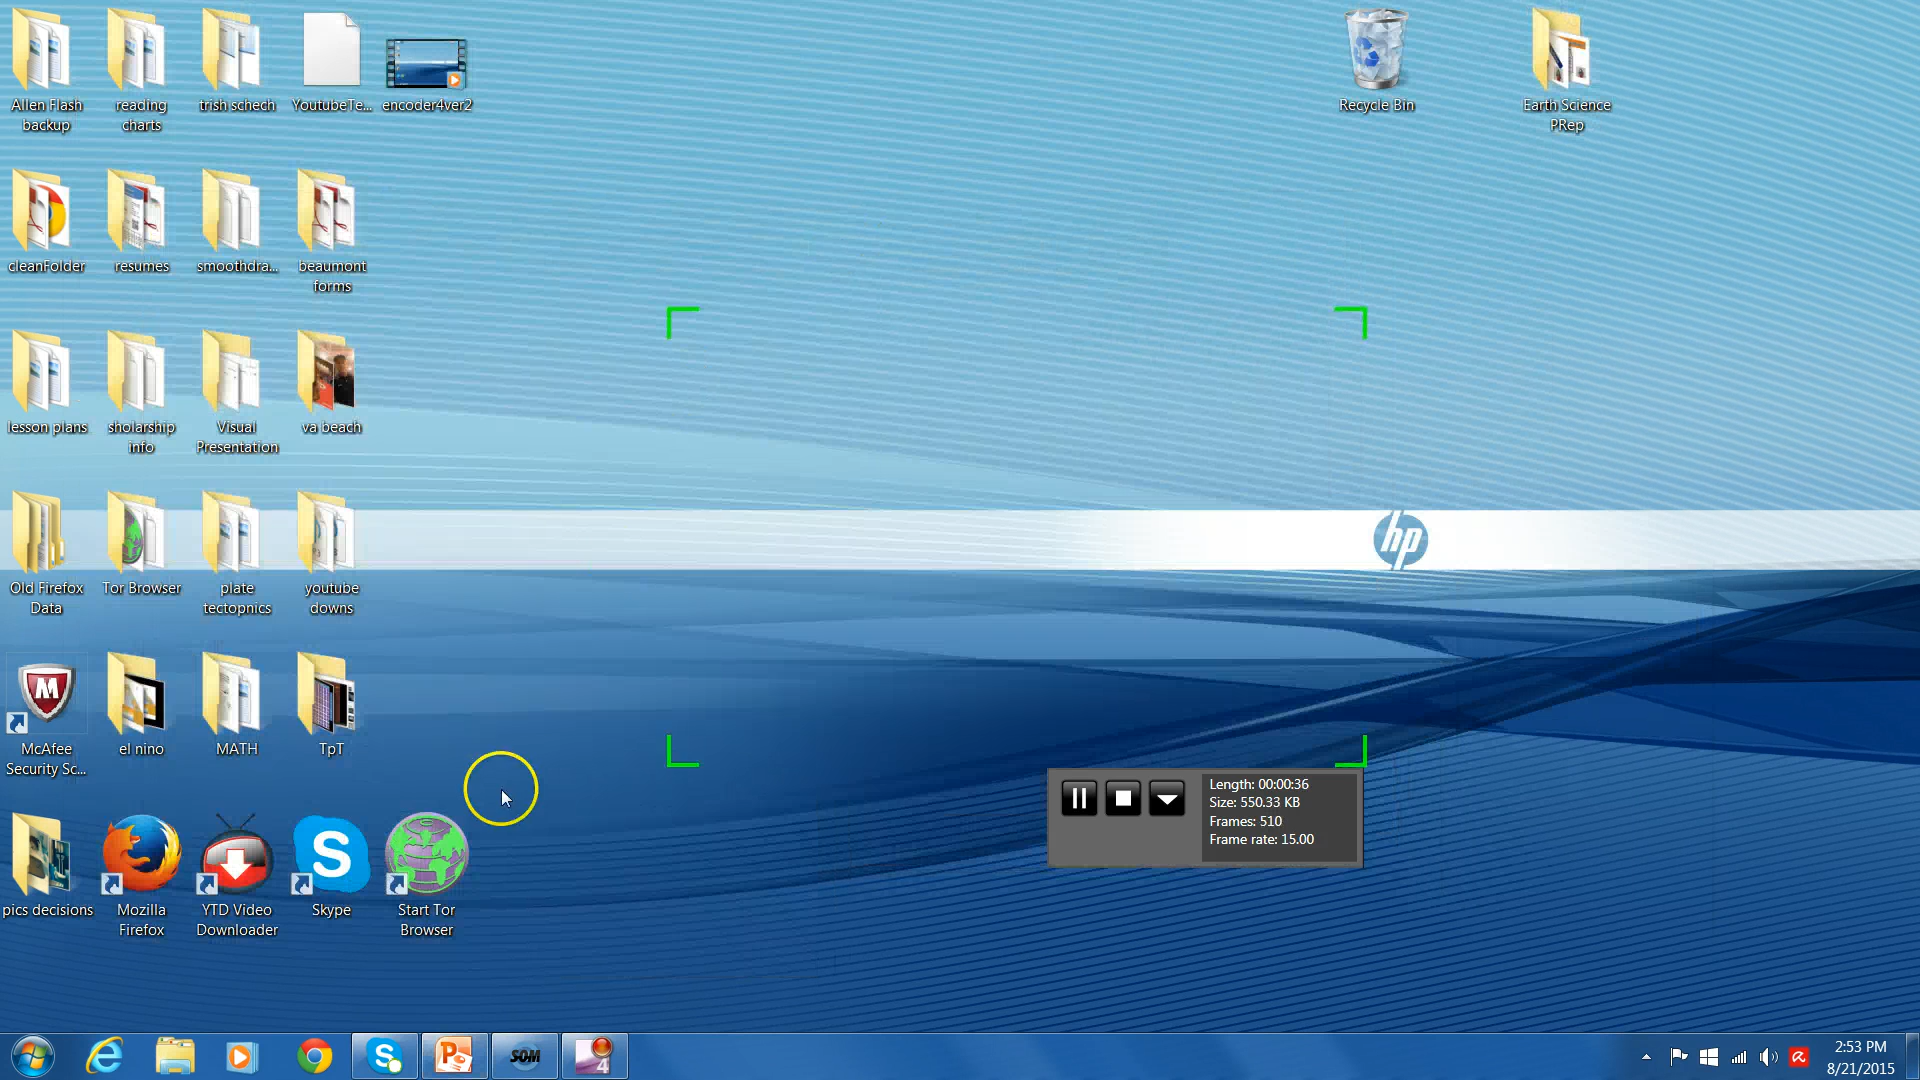 Allen Flash
backup
reading
charts
trish schech
YoutubeTe...
encoder4ver2
Recycle Bin
Earth Science
PRep
cleanFolder
resumes
smoothdra...
beaumont
forms
lesson plans
sholarship
info
Visual
Presentation
va beach
hp
Old Firefox
Data
Tor Browser
plate
tectopnics
youtube
downs
M
McAfee
Security Sc...
el nino
MATH
TpT
Length: 00:00:36
Size: 550.33 KB
Frames: 510
Frame rate: 15.00
pics decisions
Mozilla
Firefox
YTD Video
Downloader
S
Skype
Start Tor
Browser
S
P
SOM
4
2:53 PM
8/21/2015